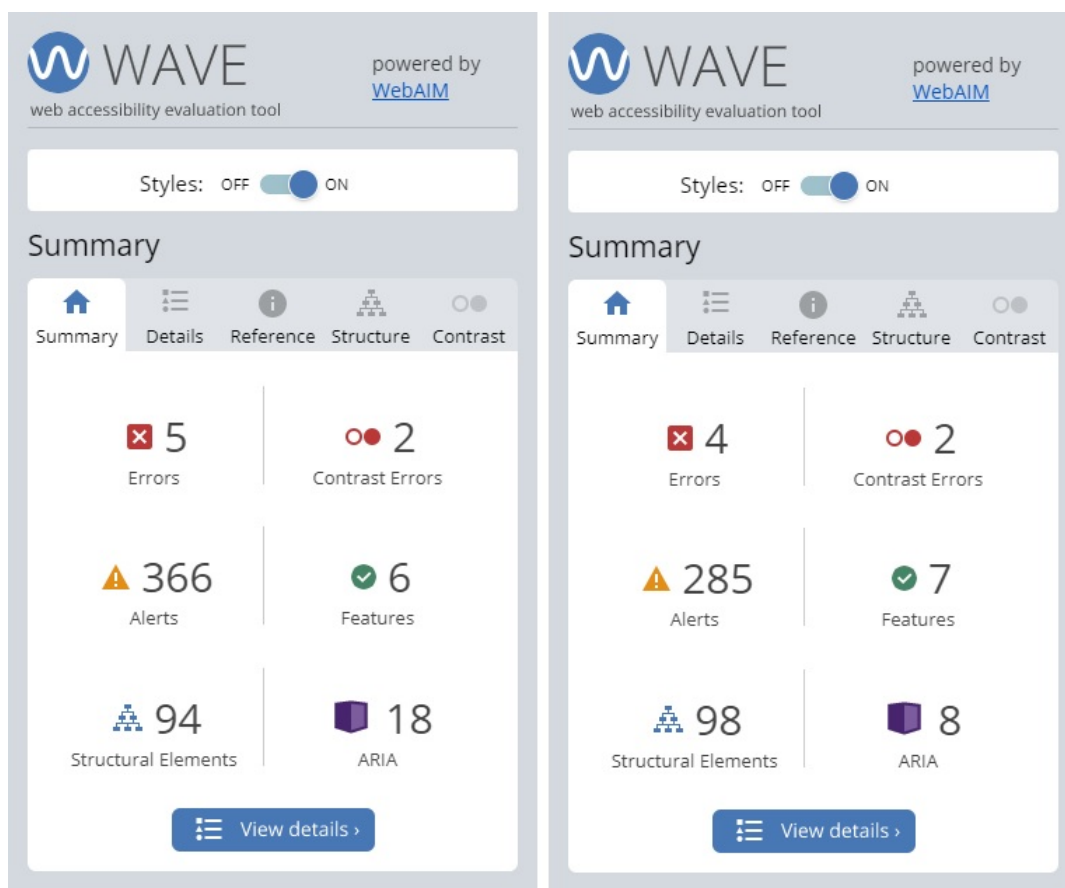 WAVE
powered by
WebAIM
web accessibility evaluation tool
Styles: OFF ON
Summary
Summary Details Reference Structure Contrast
5
Errors
2
Contrast Errors
366
Alerts
6
Features
94
Structural Elements
18
ARIA
View details ›
WAVE
powered by
WebAIM
web accessibility evaluation tool
Styles: OFF ON
Summary
Summary Details Reference Structure Contrast
4
Errors
2
Contrast Errors
285
Alerts
7
Features
98
Structural Elements
8
ARIA
View details ›